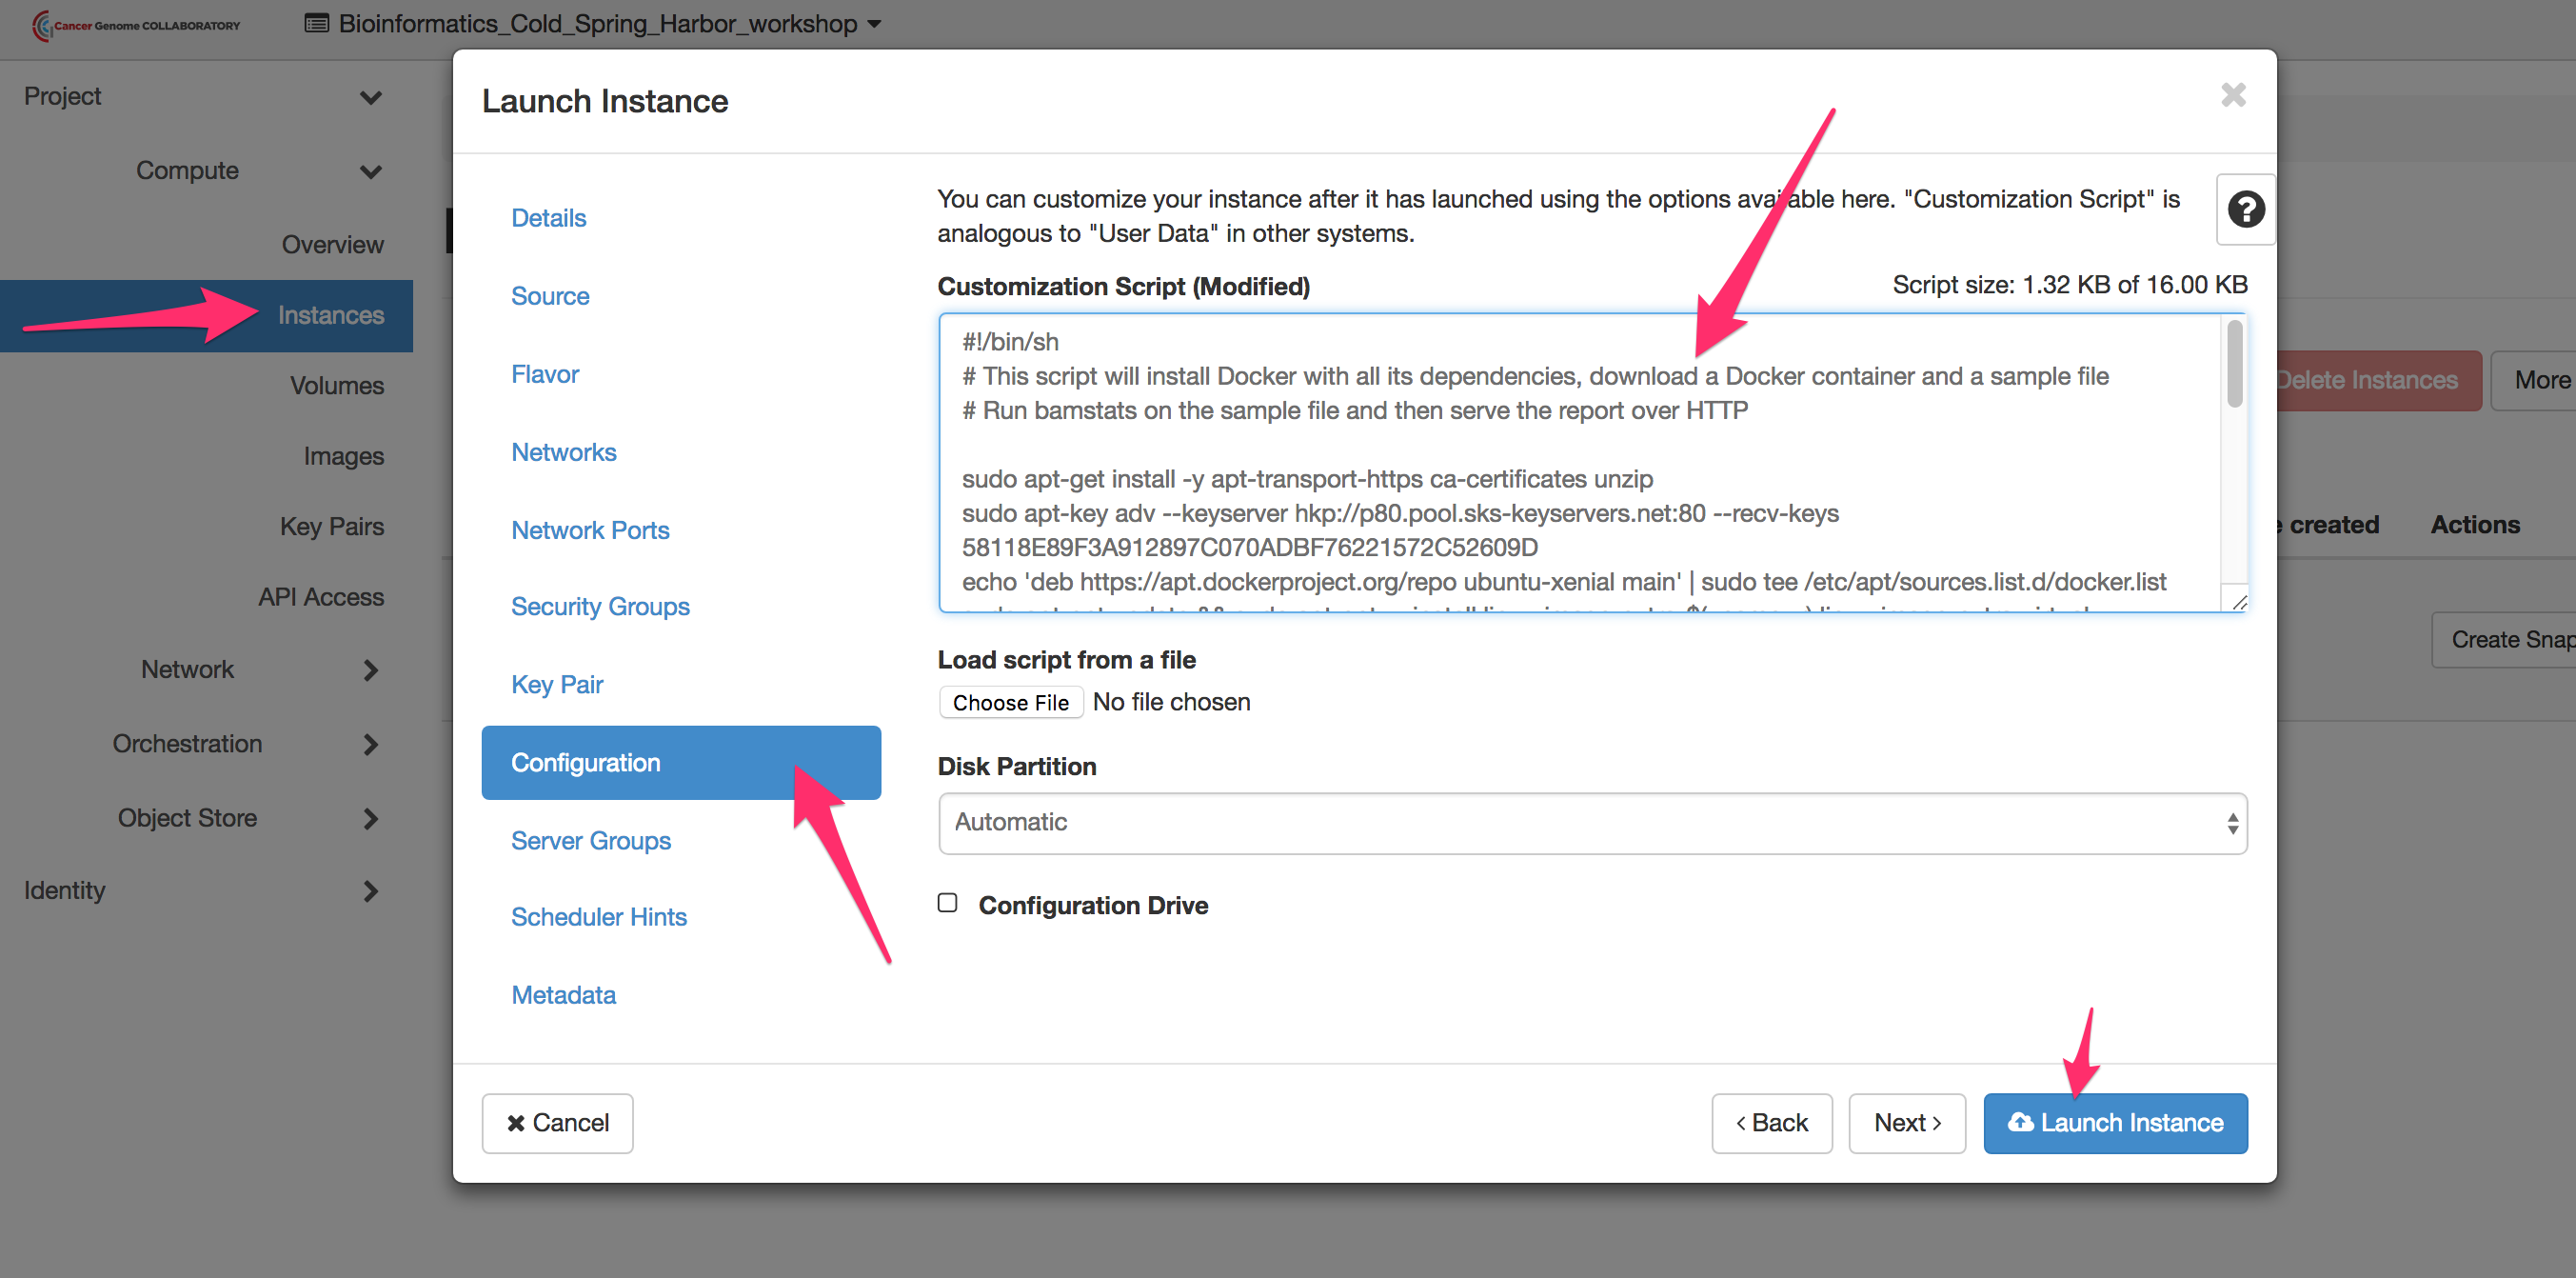 Cancer Genome COLLABORATORY
Bioinformatics_Cold_Spring_Harbor_workshop
Project
Compute
Overview
Instances
Volumes
Images
Key Pairs
API Access
Network
Orchestration
Object Store
Identity
Launch Instance
Details
Source
Flavor
Networks
Network Ports
Security Groups
Key Pair
Configuration
Server Groups
Scheduler Hints
Metadata
You can customize your instance after it has launched using the options available here. "Customization Script" is
analogous to "User Data" in other systems.
Customization Script (Modified)
Script size: 1.32 KB of 16.00 KB
#!/bin/sh
# This script will install Docker with all its dependencies, download a Docker container and a sample file
# Run bamstats on the sample file and then serve the report over HTTP
sudo apt-get install -y apt-transport-https ca-certificates unzip
sudo apt-key adv --keyserver hkp://p80.pool.sks-keyservers.net:80 --recv-keys
58118E89F3A912897C070ADBF76221572C52609D
echo 'deb https://apt.dockerproject.org/repo ubuntu-xenial main' | sudo tee /etc/apt/sources.list.d/docker.list
Load script from a file
Choose File No file chosen
Disk Partition
Automatic
Configuration Drive
Cancel
‹ Back
Next ›
Launch Instance
Delete Instances
More
created
Actions
Create Snap